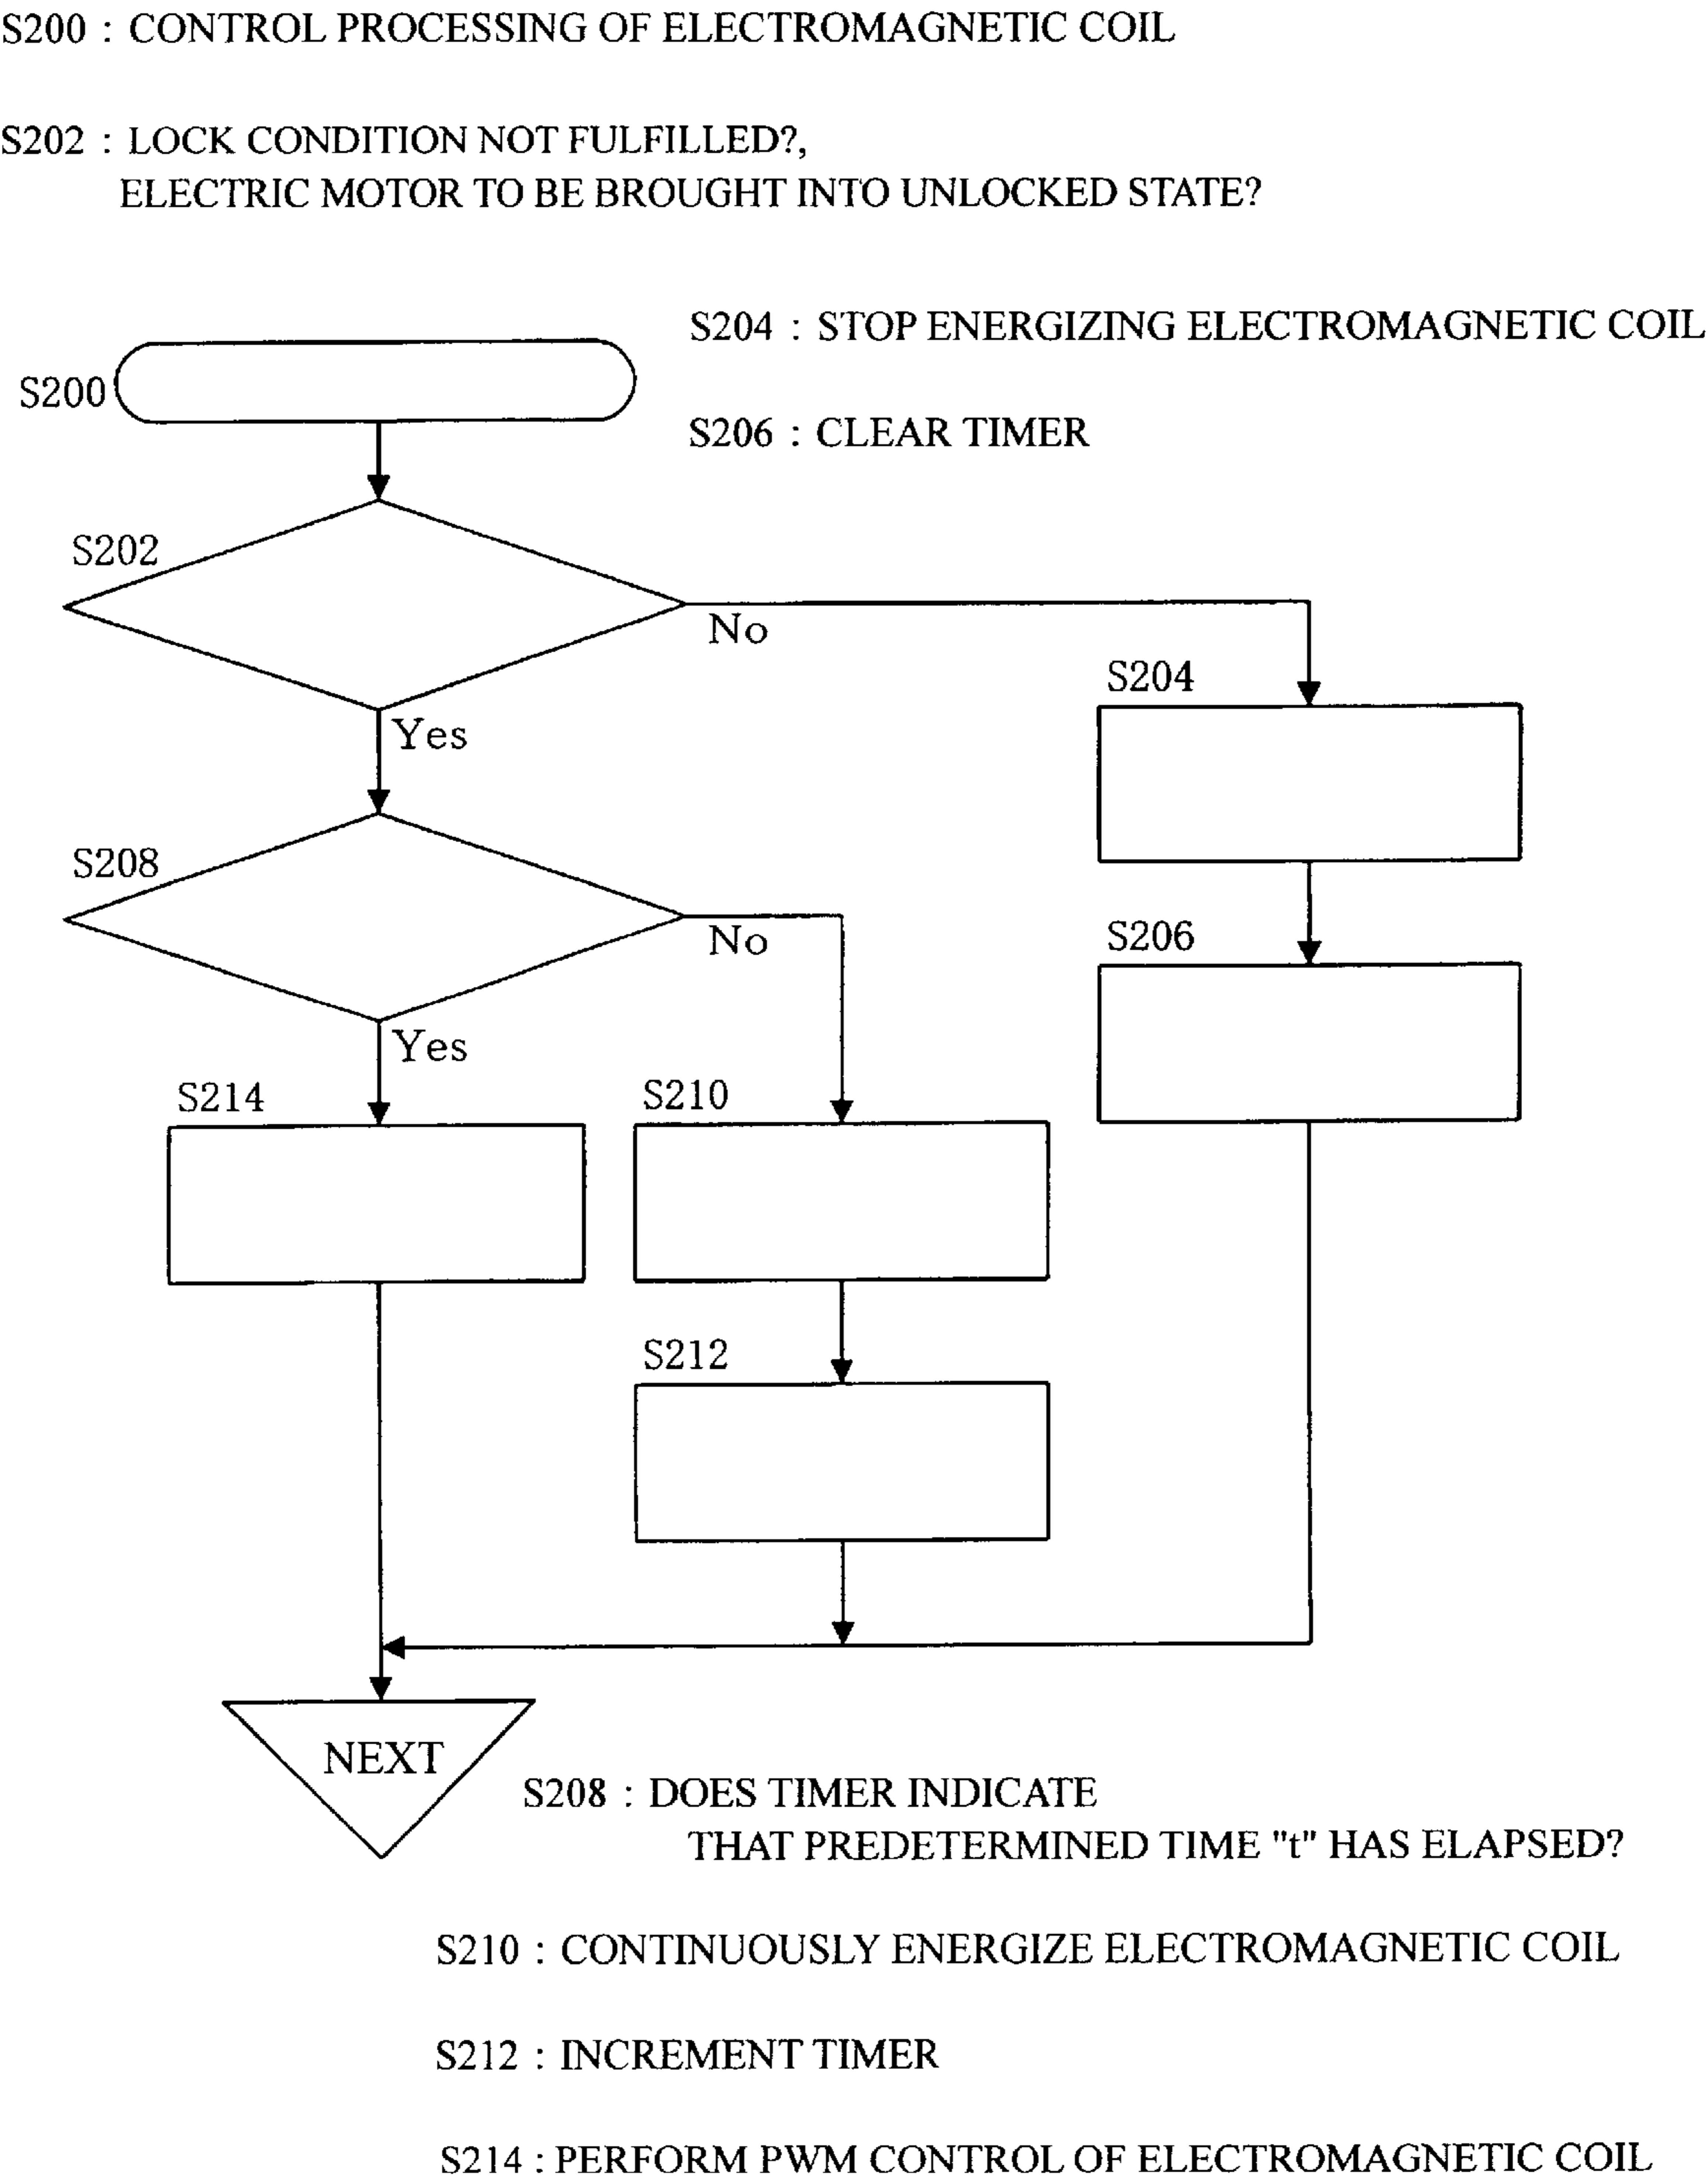 S200 : CONTROL PROCESSING OF ELECTROMAGNETIC COIL
S202 : LOCK CONDITION NOT FULFILLED?,
ELECTRIC MOTOR TO BE BROUGHT INTO UNLOCKED STATE?
S204 : STOP ENERGIZING ELECTROMAGNETIC COIL
S200
S206 : CLEAR TIMER
S202
No
S204
Yes
S208
No
S206
Yes
S214
S210
S212
NEXT
S208 : DOES TIMER INDICATE
THAT PREDETERMINED TIME "t" HAS ELAPSED?
S210 : CONTINUOUSLY ENERGIZE ELECTROMAGNETIC COIL
S212 : INCREMENT TIMER
S214 : PERFORM PWM CONTROL OF ELECTROMAGNETIC COIL